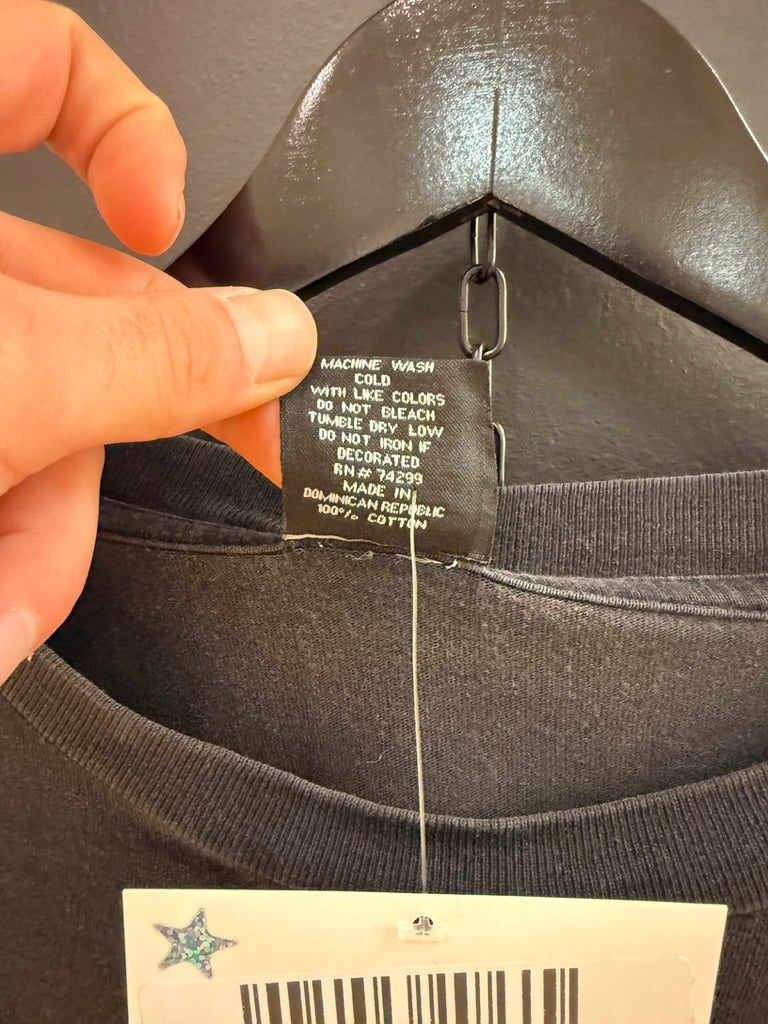 MACHINE WASH
COLD
WITH LIKE COLORS
DO NOT BLEACH
TUMBLE DRY LOW
DO NOT IRON IF
DECORATED
RN# 74299
MADE IN
DOMINICAN REPUBLIC
100% COTTON